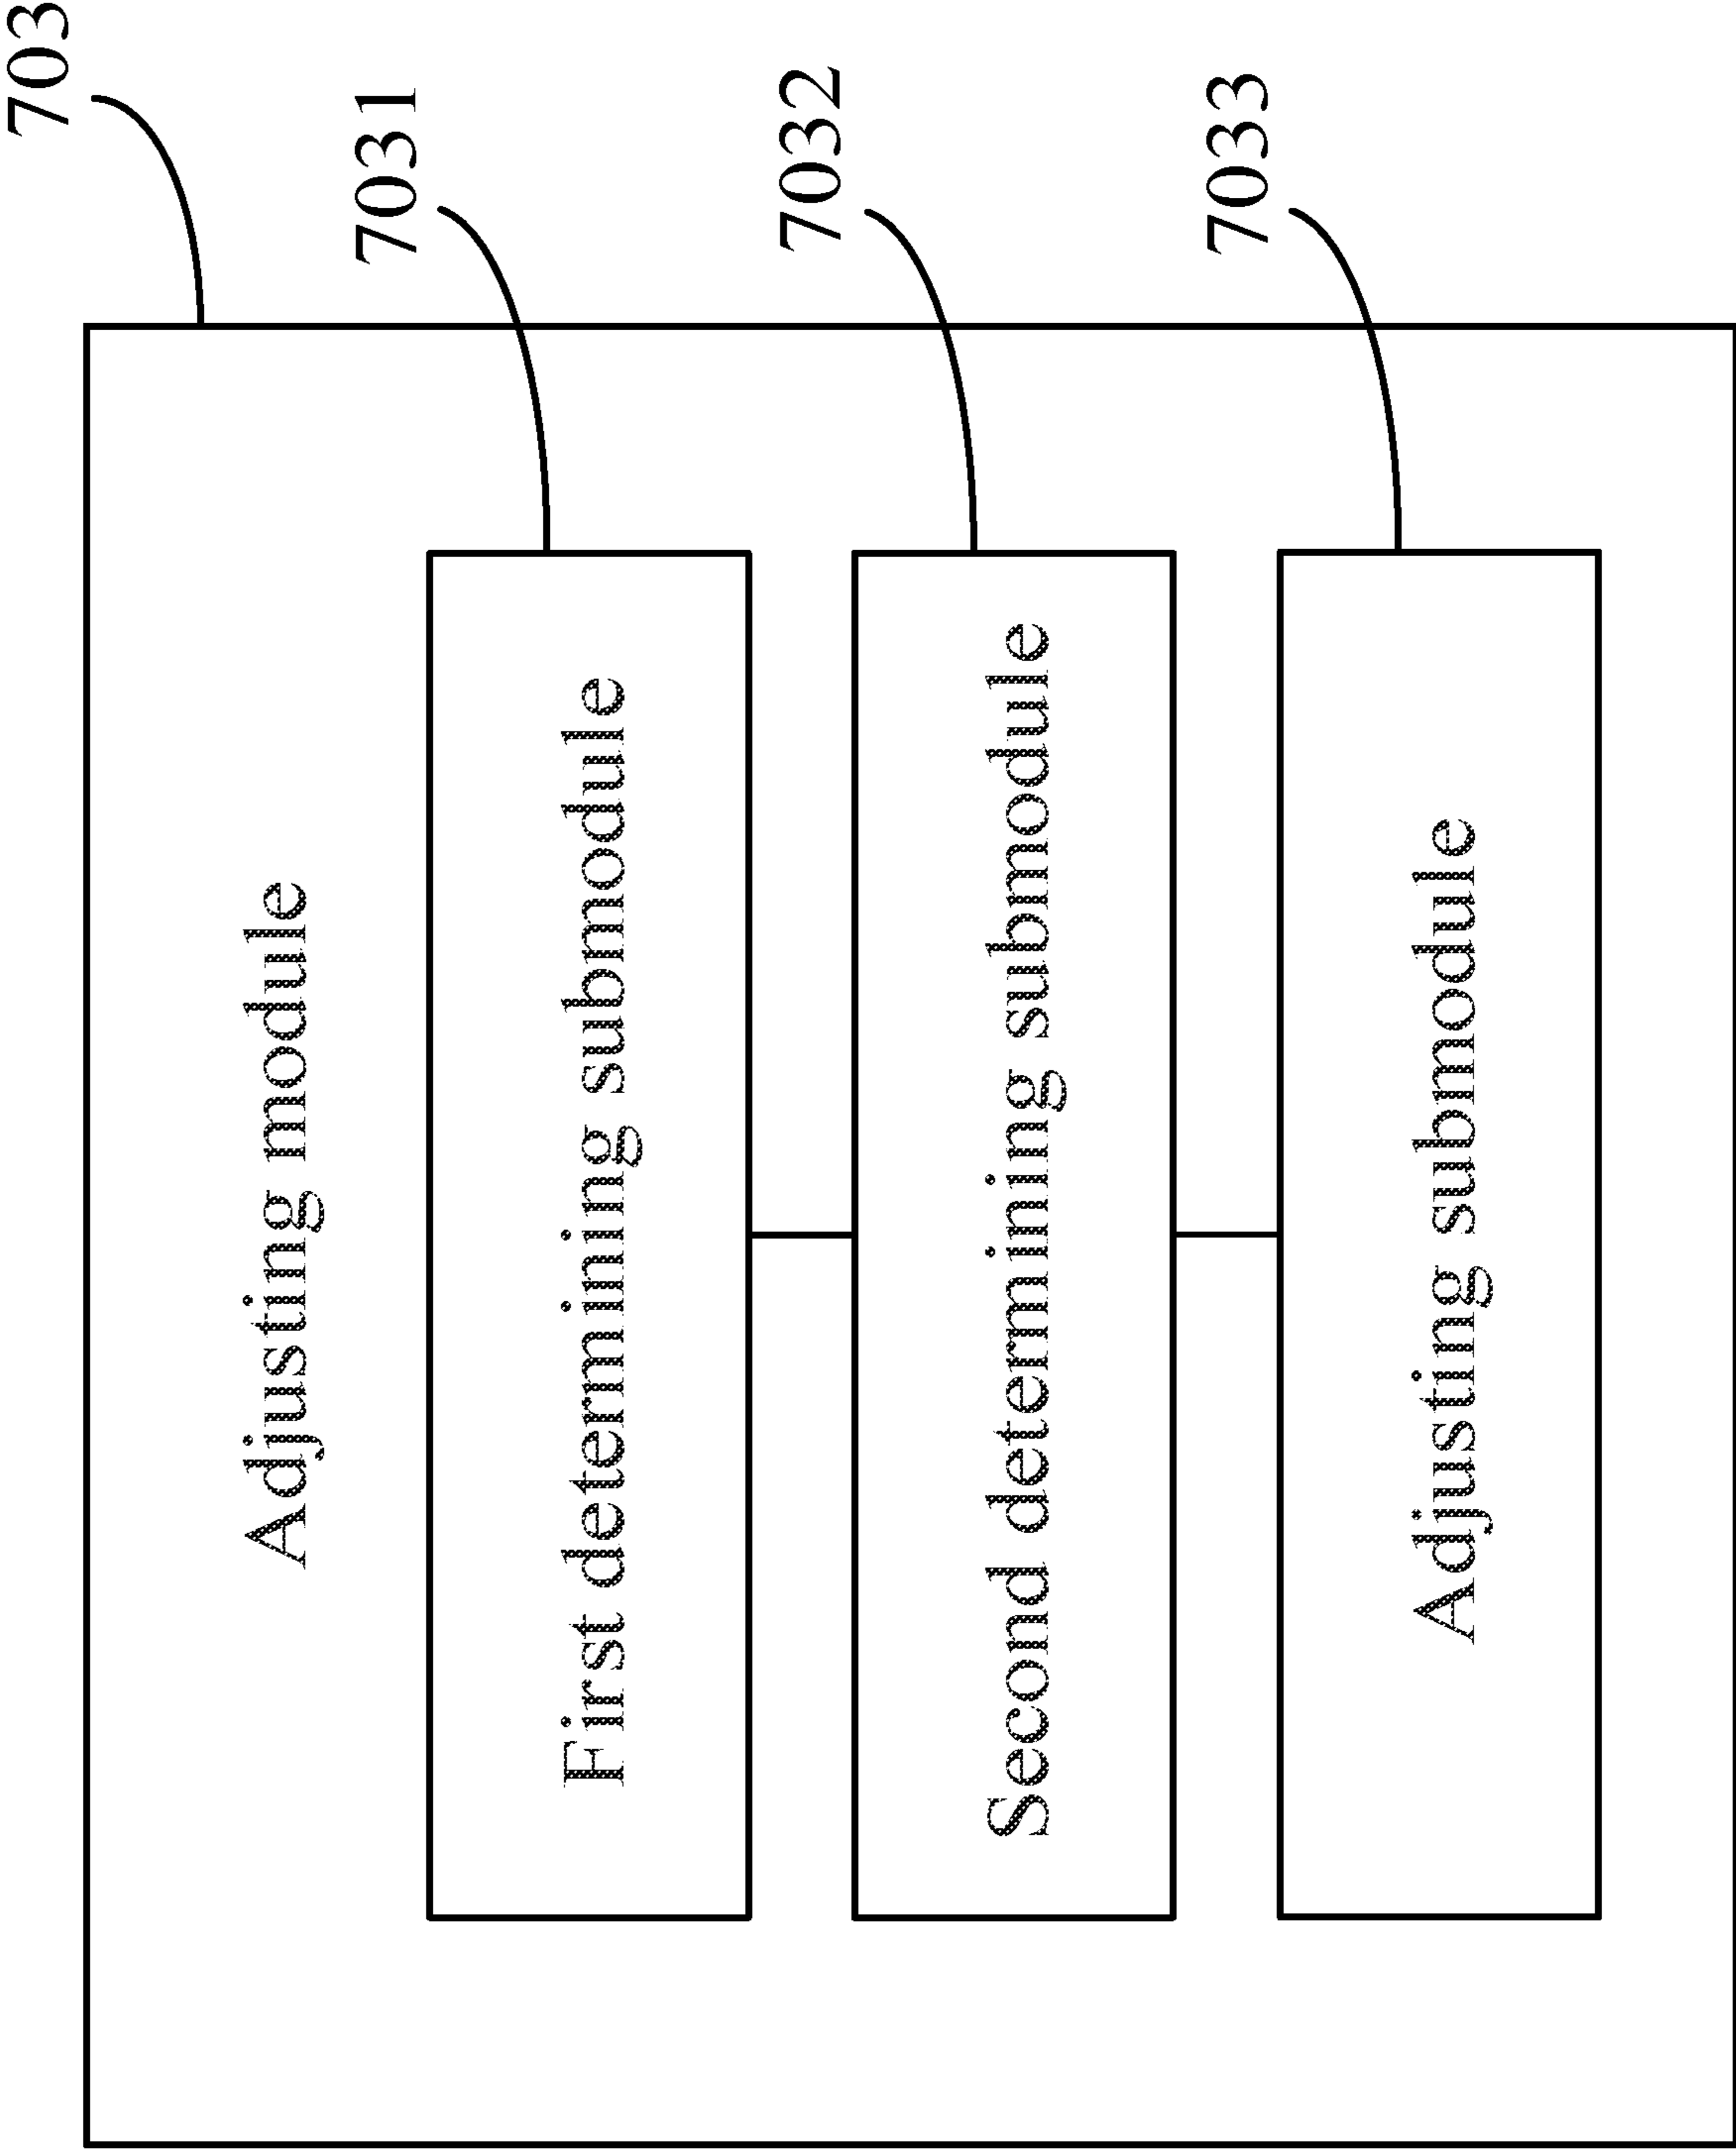 703
Adjusting module
7031
First determining submodule
7032
Second determining submodule
7033
Adjusting submodule